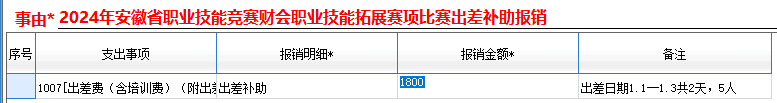 事由* 2024年安徽省职业技能竞赛财会职业技能拓展赛项比赛出差补助报销
序号 支出事项 报销明细* 报销金额* 备注
1007[出差费（含培训费）（附出差 出差补助 1800 出差日期1.1—1.3共2天，5人